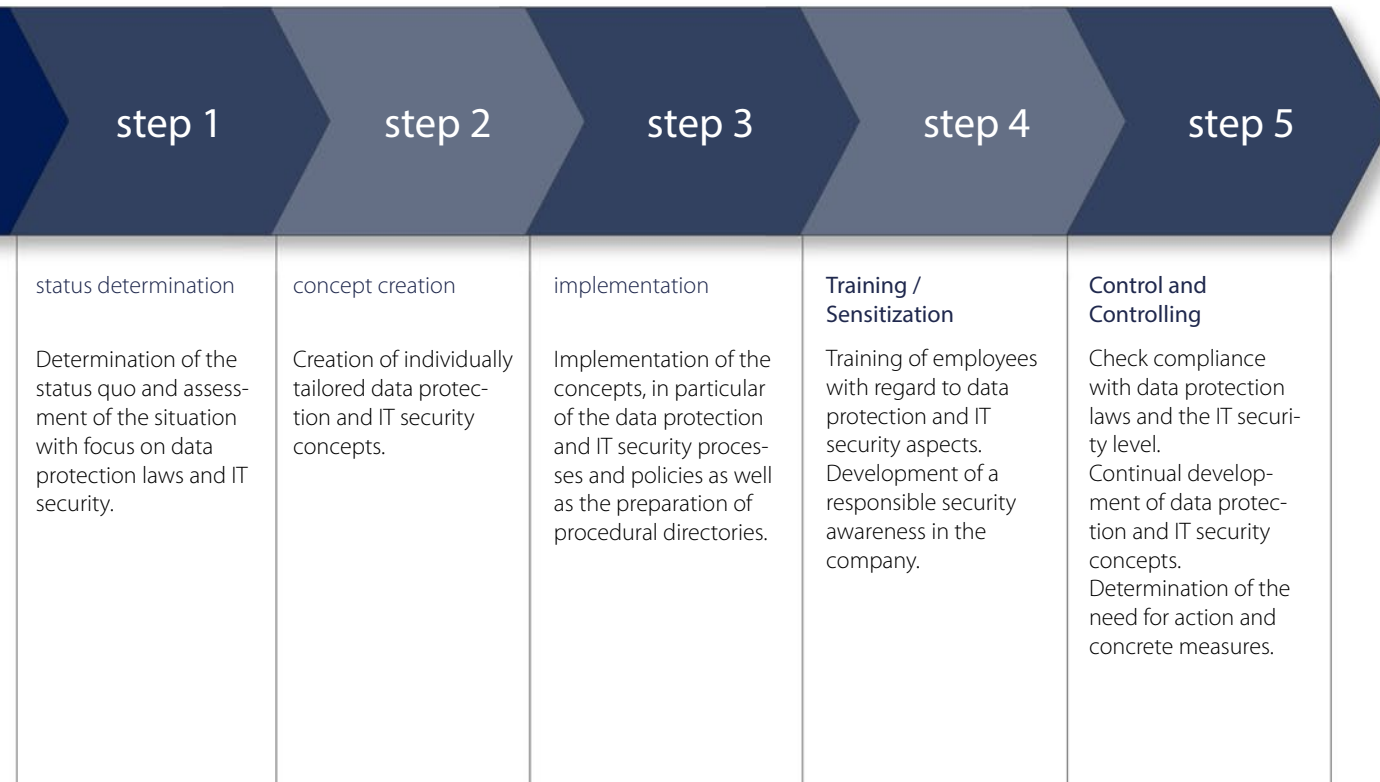 step 1
step 2
step 3
step 4
step 5
status determination
Determination of the
status quo and assess-
ment of the situation
with focus on data
protection laws and IT
security.
concept creation
Creation of individually
tailored data protec-
tion and IT security
concepts.
implementation
Implementation of the
concepts, in particular
of the data protection
and IT security proces-
ses and policies as well
as the preparation of
procedural directories.
Training /
Sensitization
Training of employees
with regard to data
protection and IT
security aspects.
Development of a
responsible security
awareness in the
company.
Control and
Controlling
Check compliance
with data protection
laws and the IT securi-
ty level.
Continual develop-
ment of data protec-
tion and IT security
concepts.
Determination of the
need for action and
concrete measures.